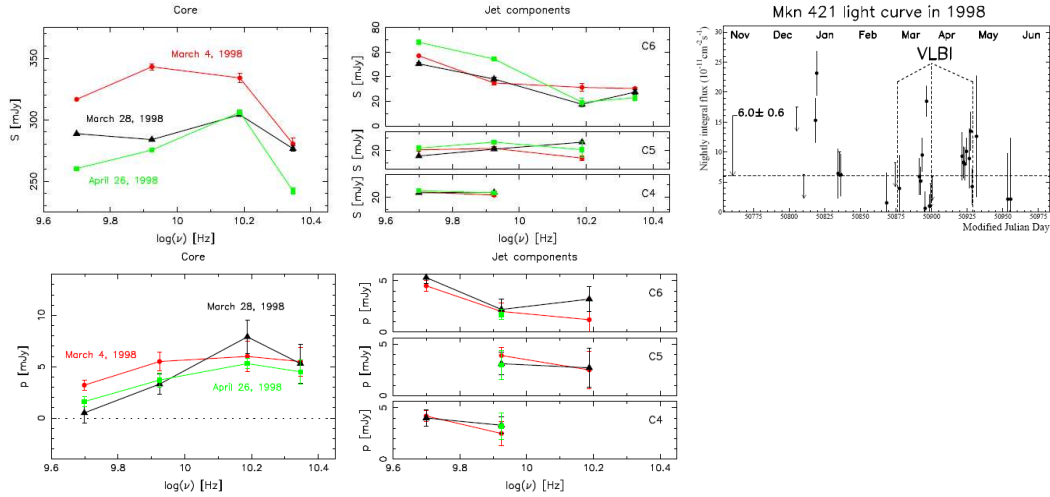 Core
March 4, 1998
March 28, 1998
April 26, 1998
S [mJy]
350
300
250
9.6 9.8 10 10.2 10.4
log(ν) [Hz]
Jet components
C6
S [mJy]
80
60
40
20
0
C5
S [mJy]
20
C4
S [mJy]
20
9.6 9.8 10 10.2 10.4
log(ν) [Hz]
Mkn 421 light curve in 1998
Nov Dec Jan Feb Mar Apr May Jun
VLBI
6.0± 0.6
Nightly integral flux (10⁻¹¹cm⁻²s⁻¹)
30
25
20
15
10
5
0
50775 50800 50825 50850 50875 50900 50925 50950 50975
Modified Julian Day
Core
March 28, 1998
March 4, 1998
April 26, 1998
p [mJy]
10
5
0
9.6 9.8 10 10.2 10.4
log(ν) [Hz]
Jet components
C6
p [mJy]
5
0
C5
p [mJy]
5
0
C4
p [mJy]
5
0
9.6 9.8 10 10.2 10.4
log(ν) [Hz]